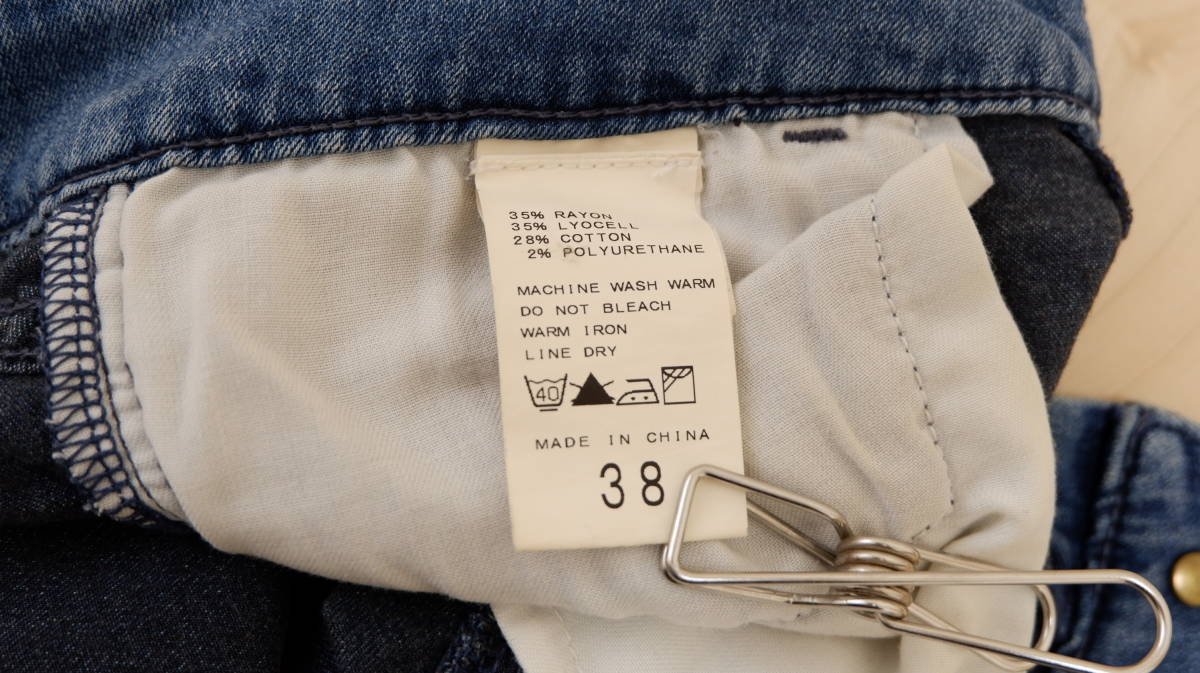 35% RAYON
35% LYOCELL
28% COTTON
2% POLYURETHANE
MACHINE WASH WARM
DO NOT BLEACH
WARM IRON
LINE DRY
40
MADE IN CHINA
38